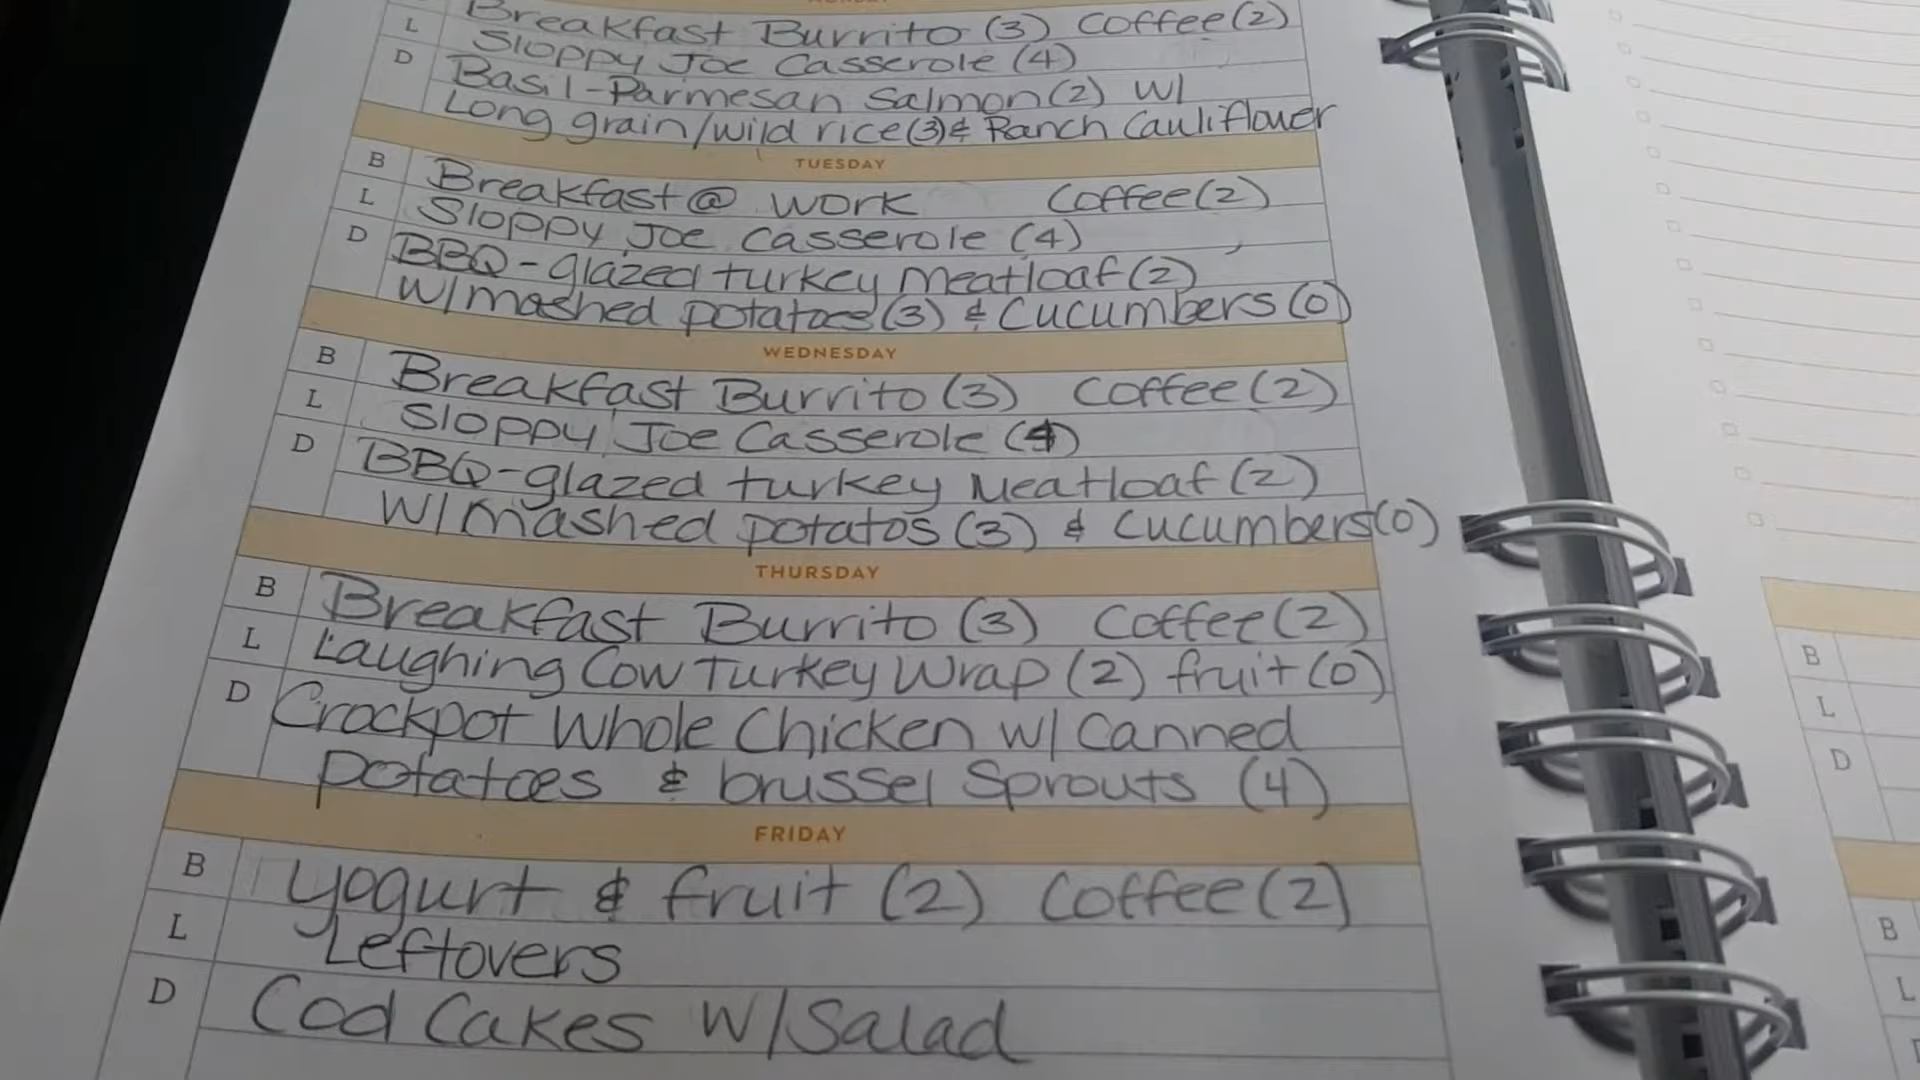 Breakfast Burrito (3) Coffee (2)
L Sloppy Joe Casserole (4)
D Basil-Parmesan Salmon (2) w/
Long grain/wild rice (3) & Ranch Cauliflower
TUESDAY
B Breakfast @ work Coffee (2)
L Sloppy Joe Casserole (4)
D BBQ-glazed turkey Meatloaf (2)
w/mashed potatoes (3) & Cucumbers (0)
WEDNESDAY
B Breakfast Burrito (3) Coffee (2)
L Sloppy Joe Casserole (4)
D BBQ-glazed turkey Meatloaf (2)
w/mashed potatos (3) & Cucumbers (0)
THURSDAY
B Breakfast Burrito (3) Coffee (2)
L Laughing Cow Turkey Wrap (2) fruit (0)
D Crockpot Whole Chicken w/ Canned
potatoes & brussel Sprouts (4)
FRIDAY
B yogurt & fruit (2) Coffee (2)
L Leftovers
D Cod Cakes w/Salad
B
L
D
B
L